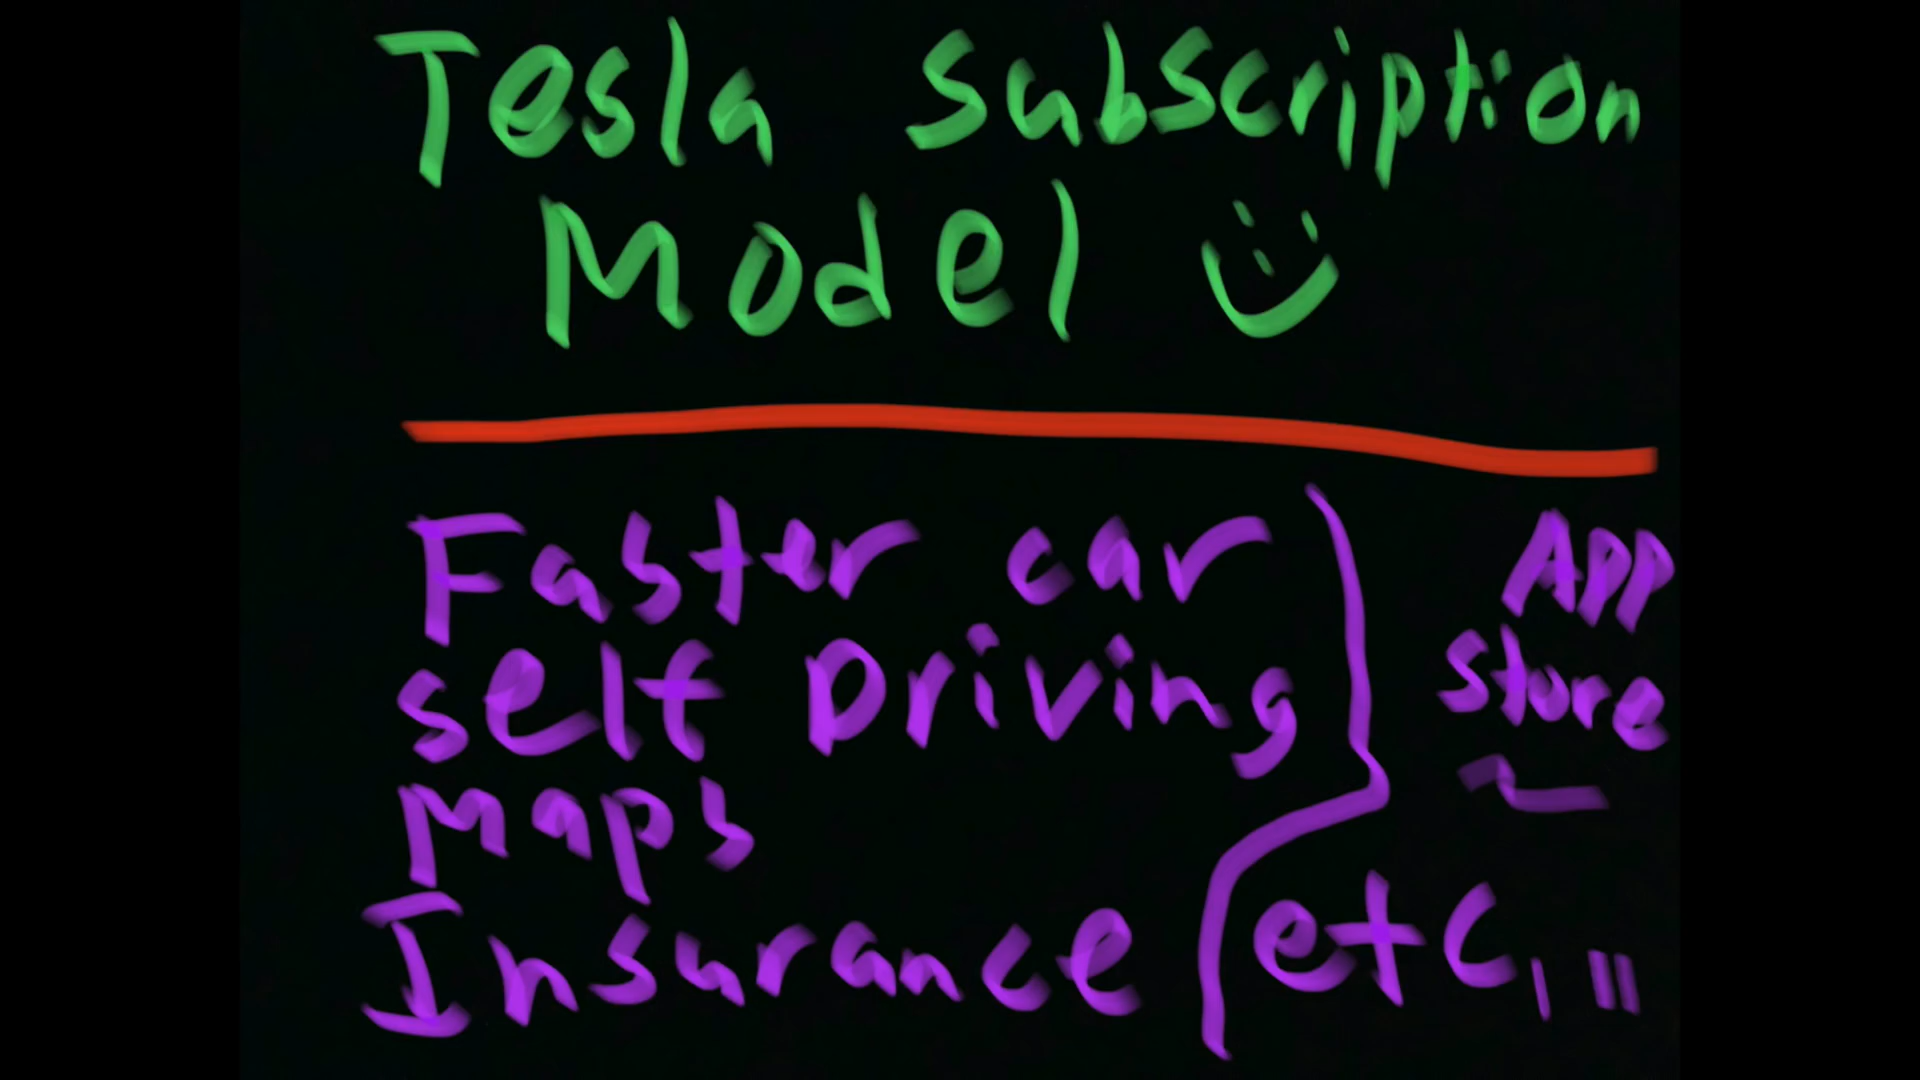 Tesla Subscription
Model
Faster car
Self Driving
Maps
Insurance
App
Store
etc,